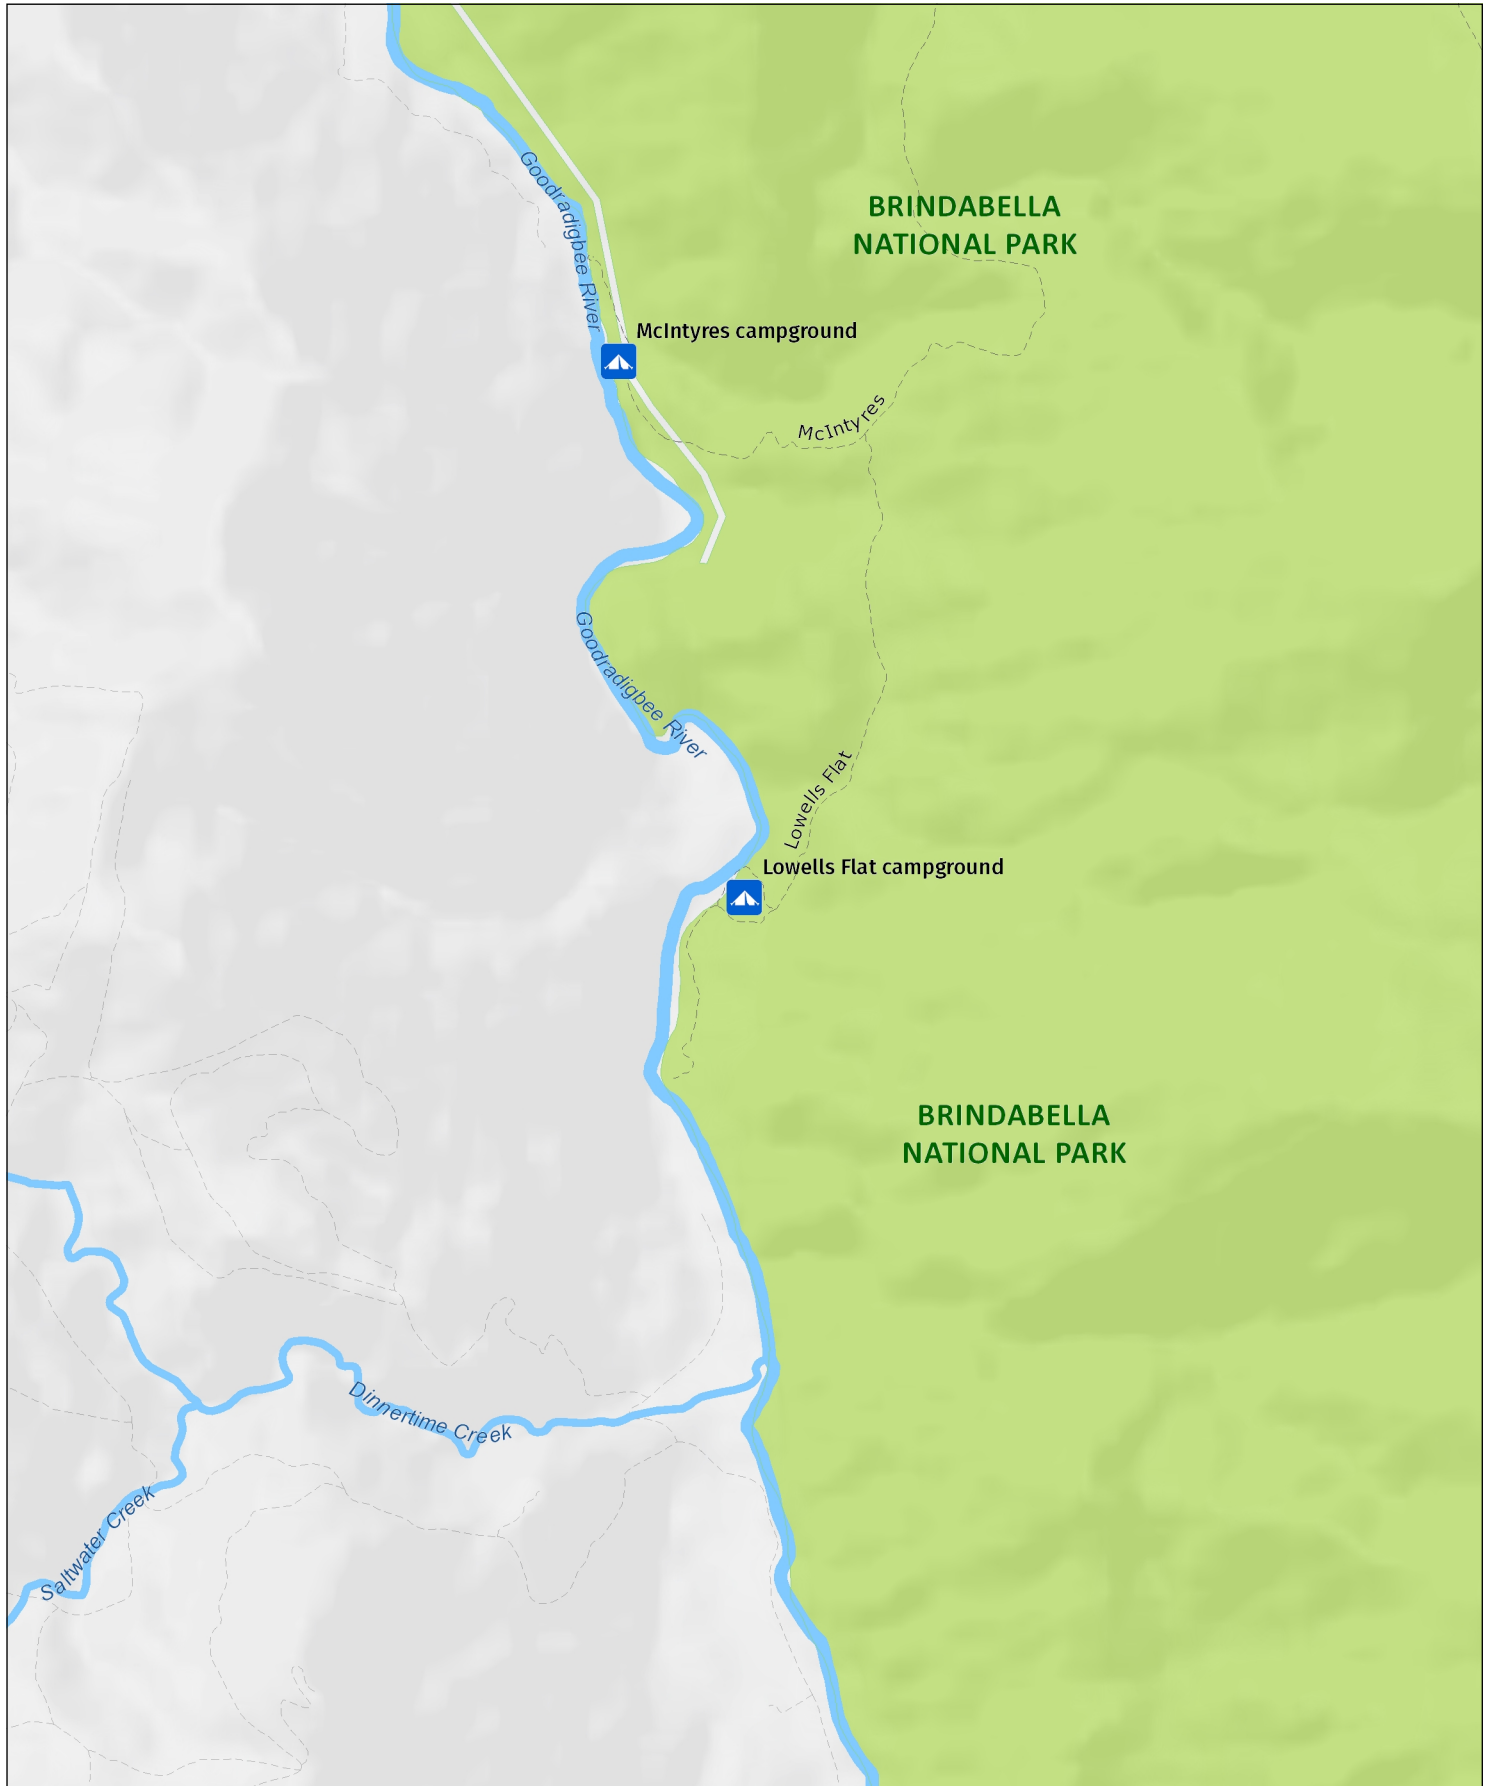 Goodradigbee River
BRINDABELLA
NATIONAL PARK
McIntyres campground
McIntyres
Goodradigbee River
Lowells Flat
Lowells Flat campground
BRINDABELLA
NATIONAL PARK
Dinnertime Creek
Saltwater Creek